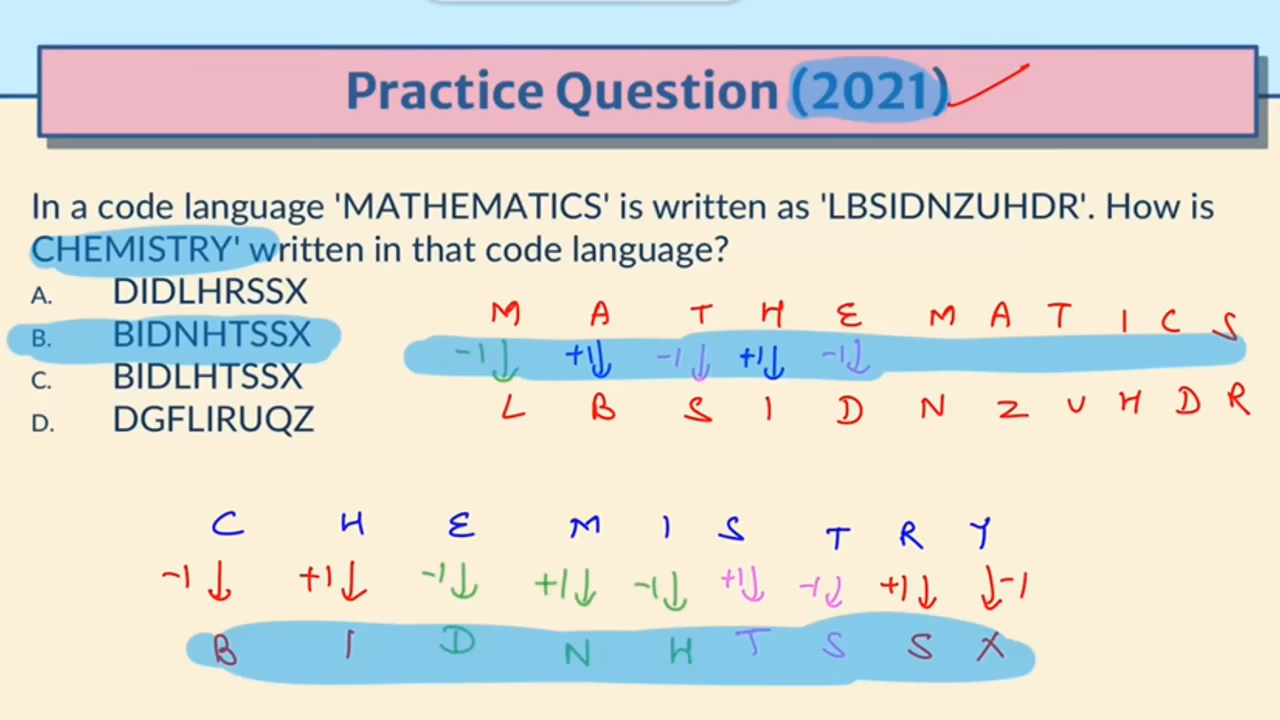 Practice Question (2021)
In a code language 'MATHEMATICS' is written as 'LBSIDNZUHDR'. How is
CHEMISTRY' written in that code language?
A. DIDLHRSSX
B. BIDNHTSSX
C. BIDLHTSSX
D. DGFLIRUQZ
M A T H E M A T I C S
-1↓ +1↓ -1↓ +1↓ -1↓
L B S I D N Z U H D R
C H E M I S T R Y
-1↓ +1↓ -1↓ +1↓ -1↓ +1↓ -1↓ +1↓ ↓-1
B I D N H T S S X